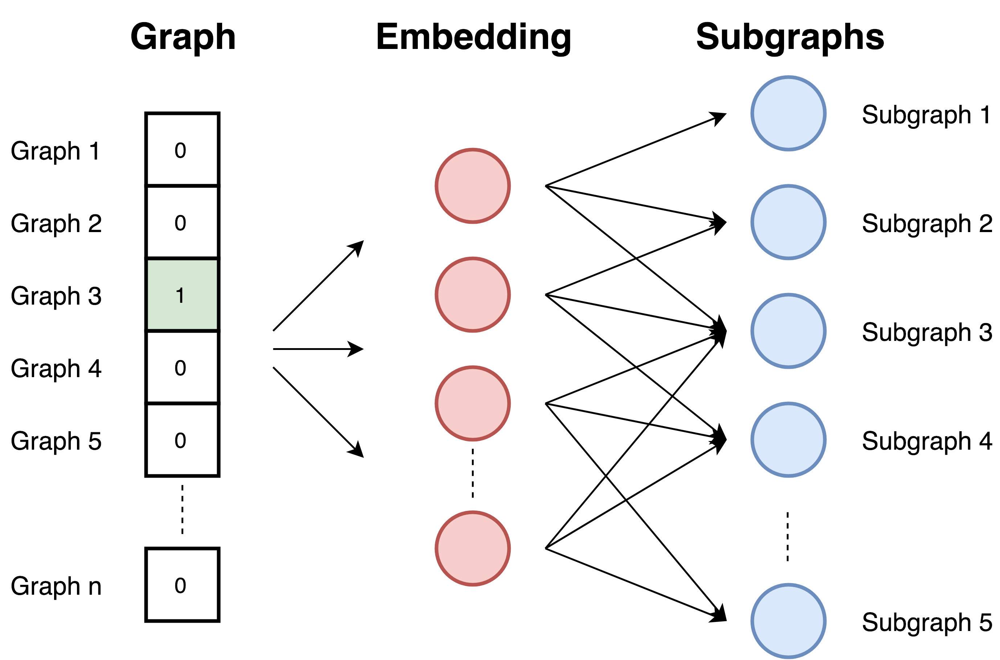 Graph
Embedding
Subgraphs
Graph 1
0
Graph 2
0
Graph 3
1
Graph 4
0
Graph 5
0
Graph n
0
Subgraph 1
Subgraph 2
Subgraph 3
Subgraph 4
Subgraph 5